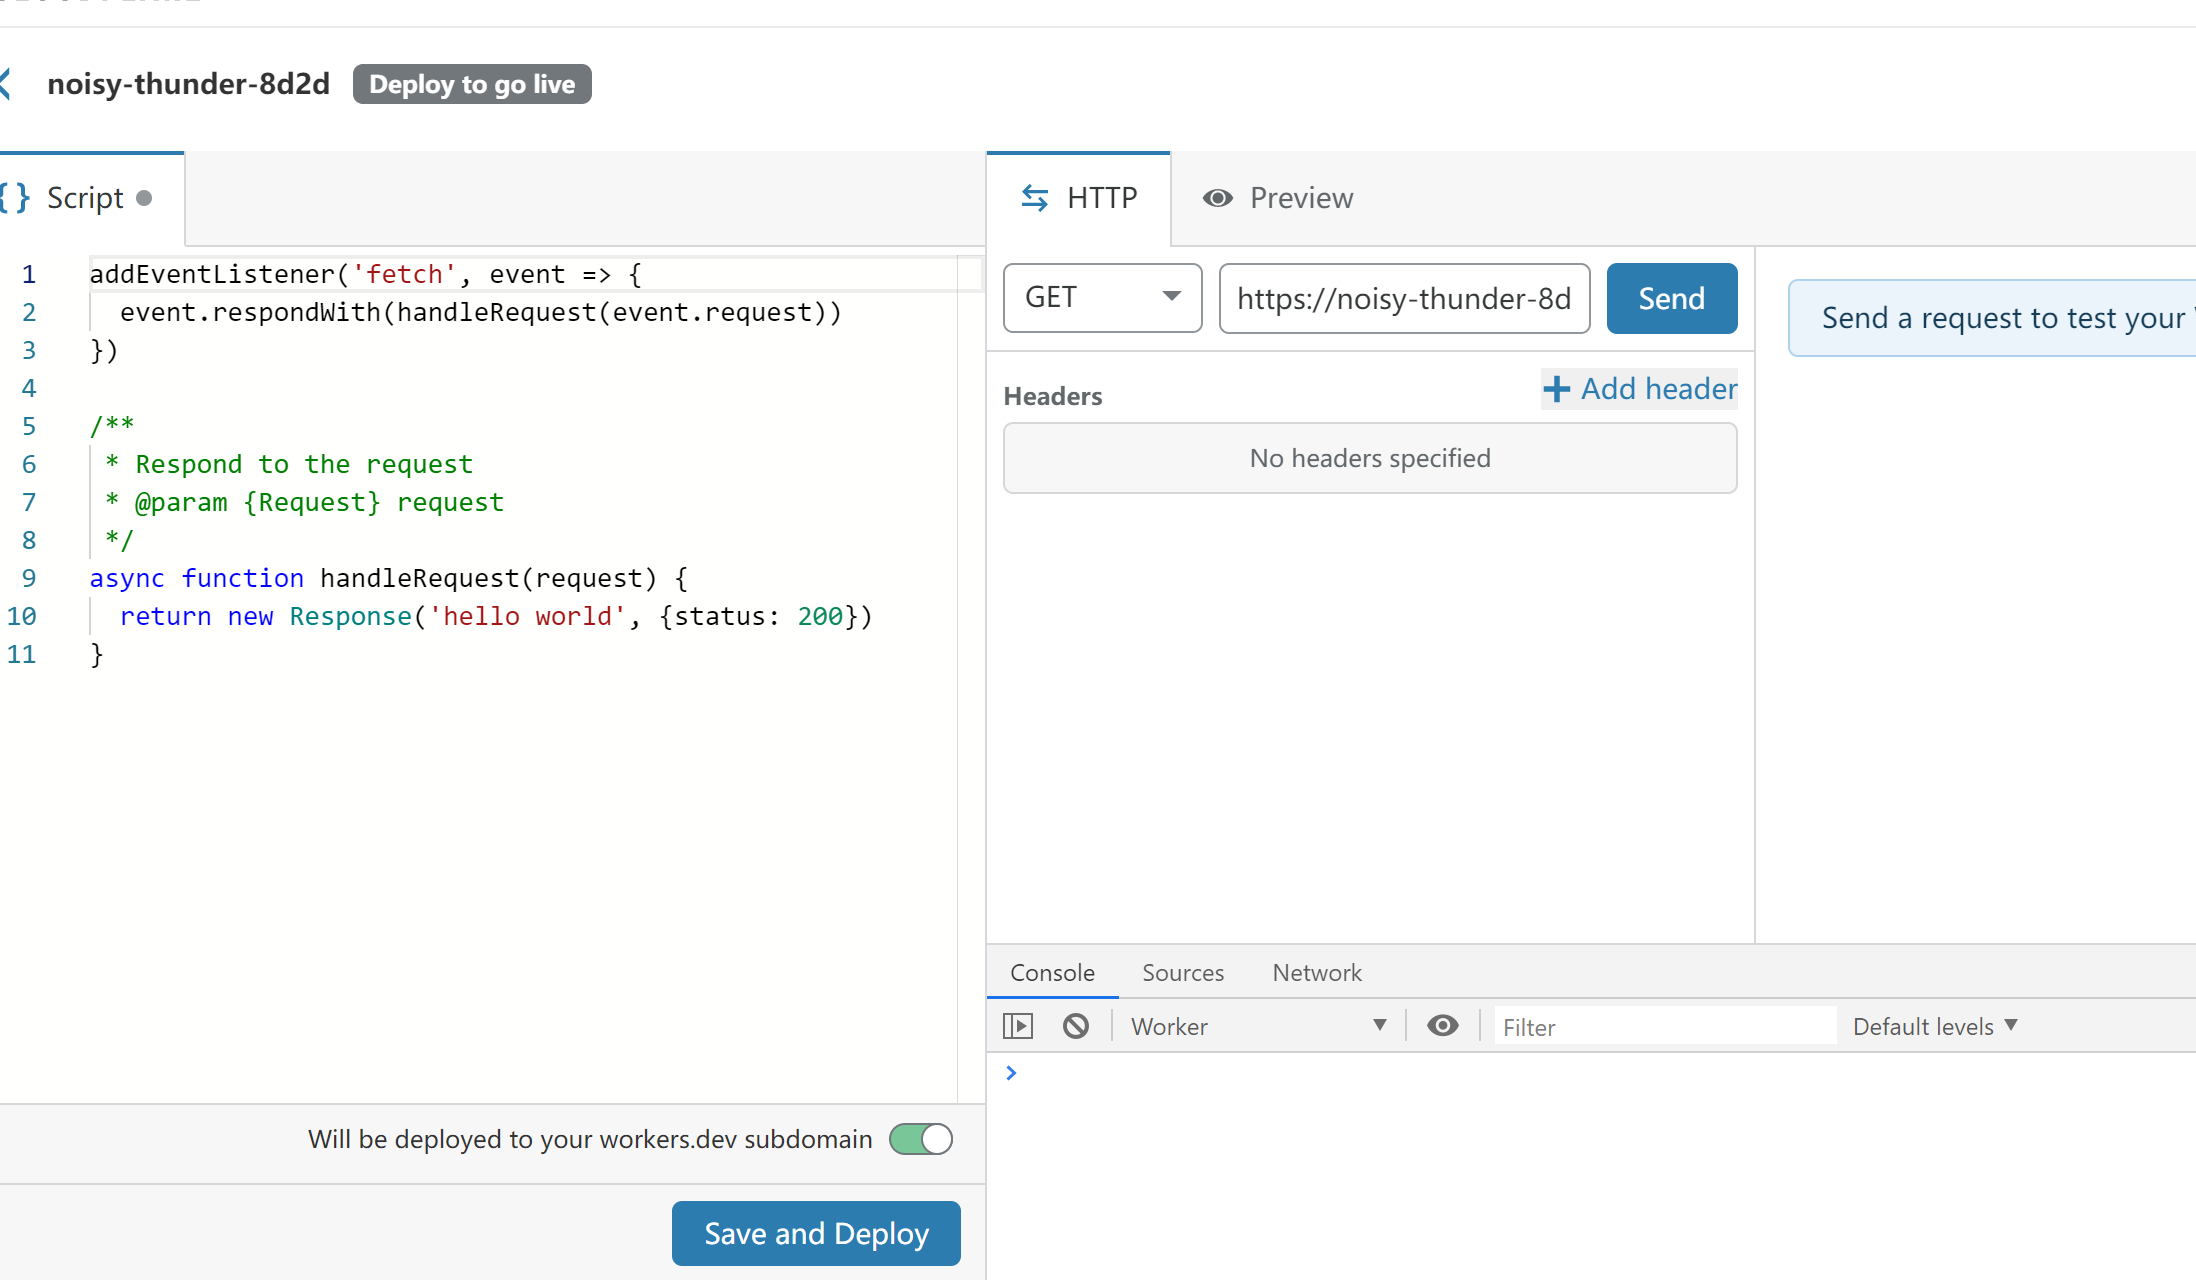 noisy-thunder-8d2d Deploy to go live
{} Script
HTTP Preview
1 addEventListener('fetch', event => {
2 event.respondWith(handleRequest(event.request))
3 })
4
5 /**
6 * Respond to the request
7 * @param {Request} request
8 */
9 async function handleRequest(request) {
10 return new Response('hello world', {status: 200})
11 }
Will be deployed to your workers.dev subdomain
Save and Deploy
GET https://noisy-thunder-8d Send
Headers + Add header
No headers specified
Send a request to test your
Console Sources Network
Worker Filter Default levels
>